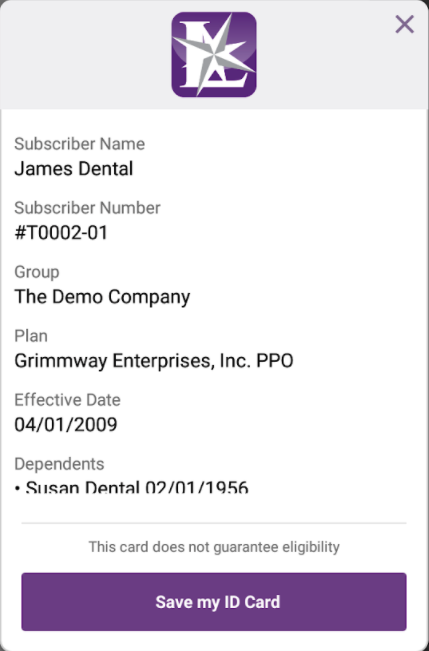 L
Subscriber Name
James Dental
Subscriber Number
#T0002-01
Group
The Demo Company
Plan
Grimmway Enterprises, Inc. PPO
Effective Date
04/01/2009
Dependents
• Susan Dental 02/01/1956
This card does not guarantee eligibility
Save my ID Card